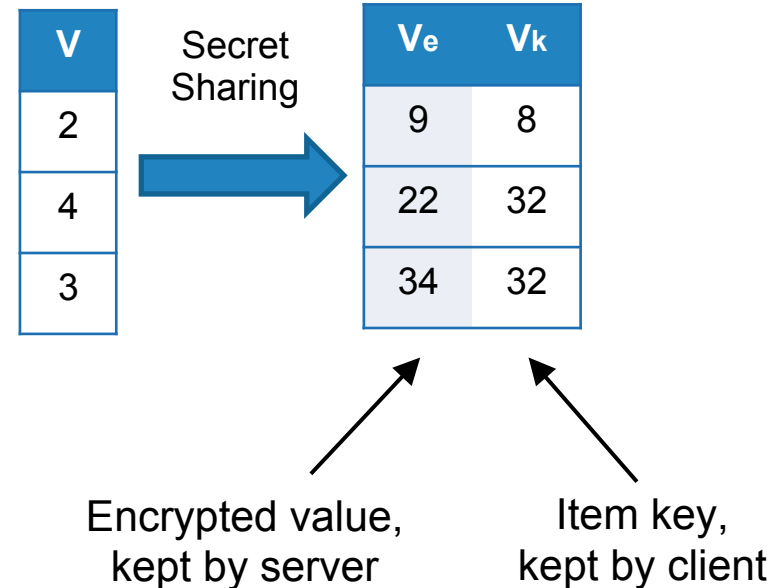 V
2
4
3
Secret
Sharing
Ve Vk
9 8
22 32
34 32
Encrypted value,
kept by server
Item key,
kept by client